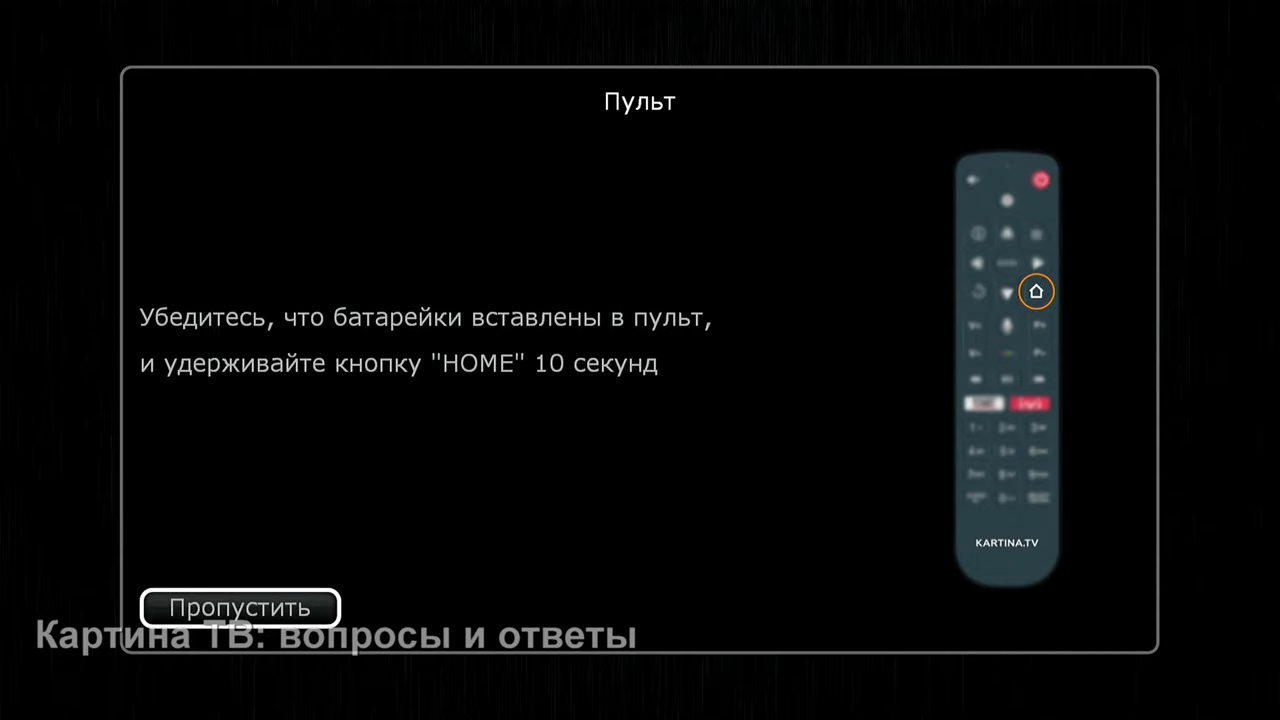 Пульт
Убедитесь, что батарейки вставлены в пульт,
и удерживайте кнопку "HOME" 10 секунд
KARTINA.TV
Пропустить
Картина ТВ: вопросы и ответы